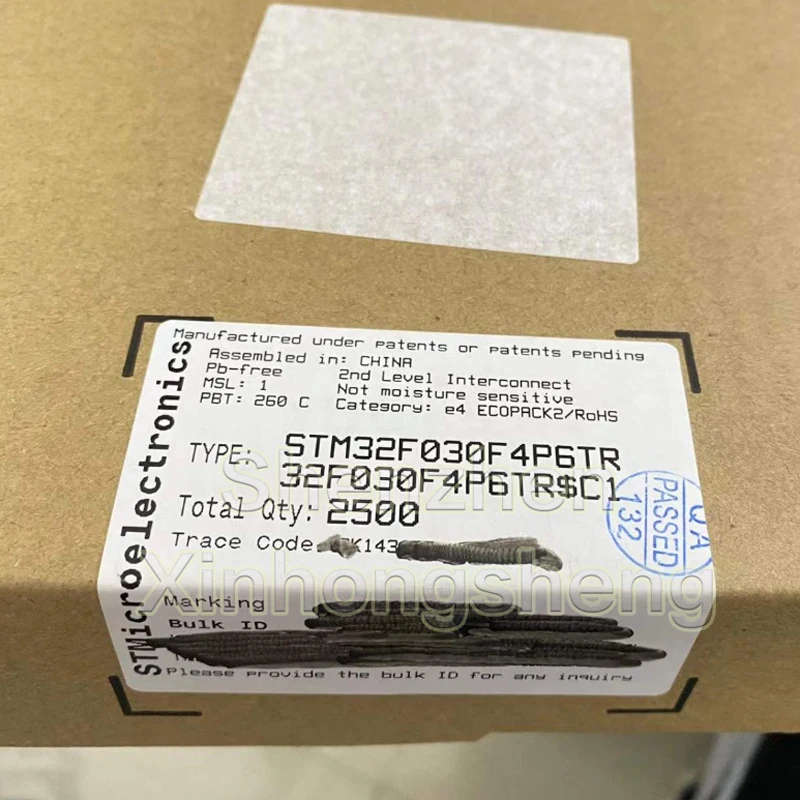 Manufactured under patents or patents pending
Assembled in: CHINA
Pb-free 2nd Level Interconnect
MSL: 1 Not moisture sensitive
PBT: 260 C Category: e4 ECOPACK2/RoHS
TYPE: STM32F030F4P6TR
32F030F4P6TR$C1
Total Qty: 2500
Trace Code K143
Marking
Bulk ID
Please provide the bulk ID for any inquiry
STMicroelectronics
QA
PASSED
132
Shenzhen
Xinhongsheng